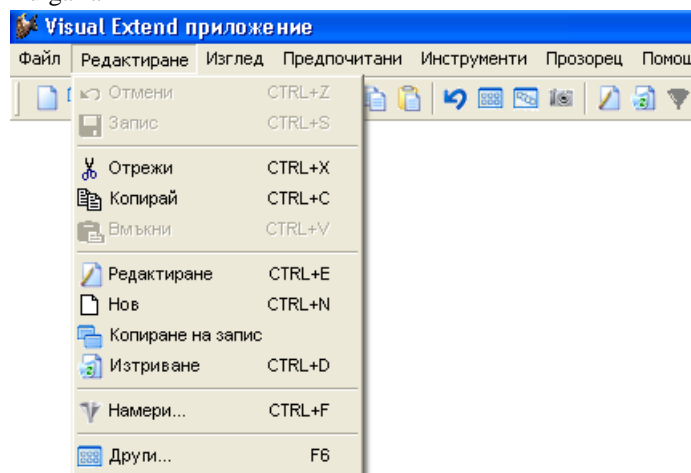 Visual Extend приложение
Файл Редактиране Изглед Предпочитани Инструменти Прозорец Помощ
Отмени CTRL+Z
Запис CTRL+S
Отрежи CTRL+X
Копирай CTRL+C
Вмъкни CTRL+V
Редактиране CTRL+E
Нов CTRL+N
Копиране на запис
Изтриване CTRL+D
Намери... CTRL+F
Други... F6